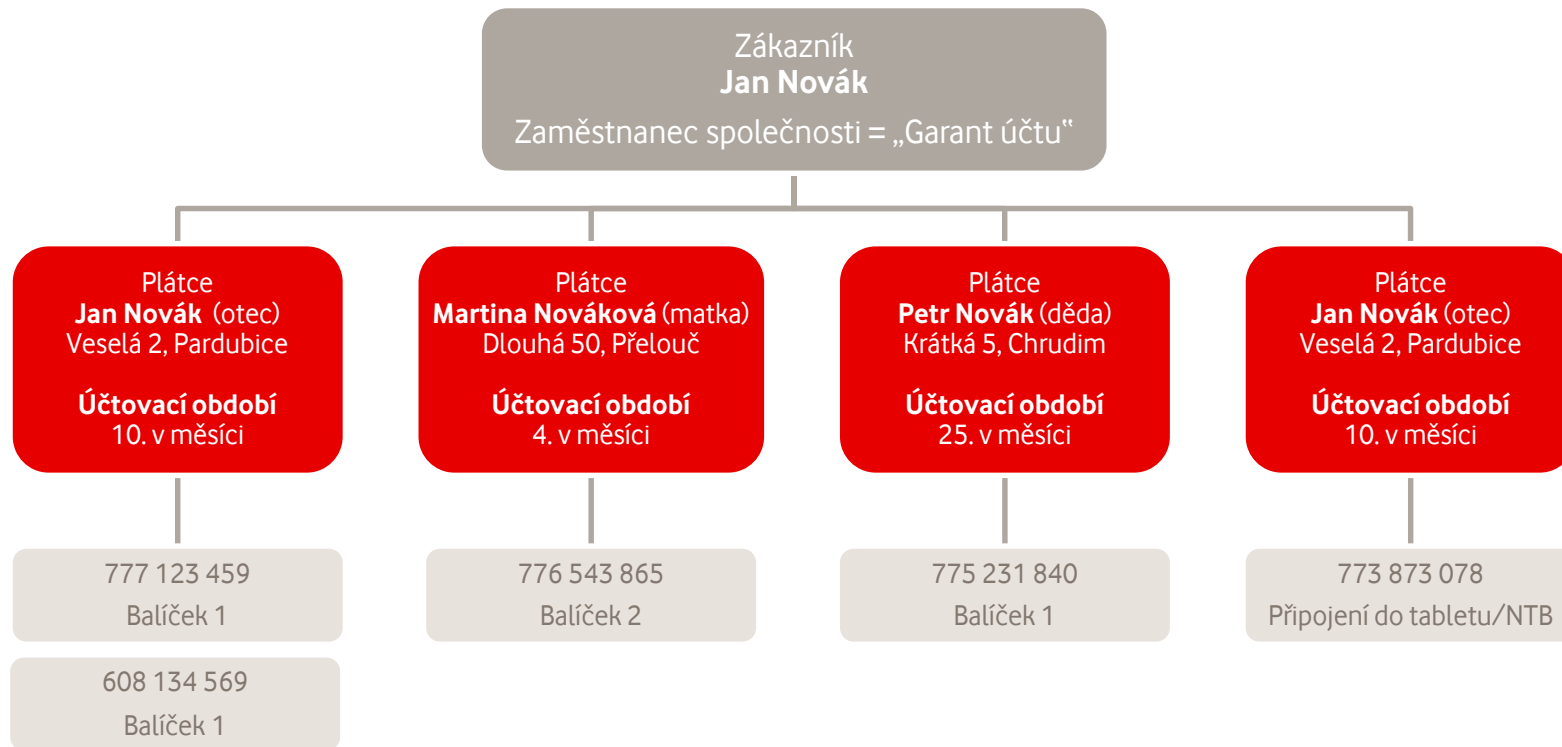 Zákazník
Jan Novák
Zaměstnanec společnosti = „Garant účtu“
Plátce
Jan Novák (otec)
Veselá 2, Pardubice
Účtovací období
10. v měsíci
777 123 459
Balíček 1
608 134 569
Balíček 1
Plátce
Martina Nováková (matka)
Dlouhá 50, Přelouč
Účtovací období
4. v měsíci
776 543 865
Balíček 2
Plátce
Petr Novák (děda)
Krátká 5, Chrudim
Účtovací období
25. v měsíci
775 231 840
Balíček 1
Plátce
Jan Novák (otec)
Veselá 2, Pardubice
Účtovací období
10. v měsíci
773 873 078
Připojení do tabletu/NTB